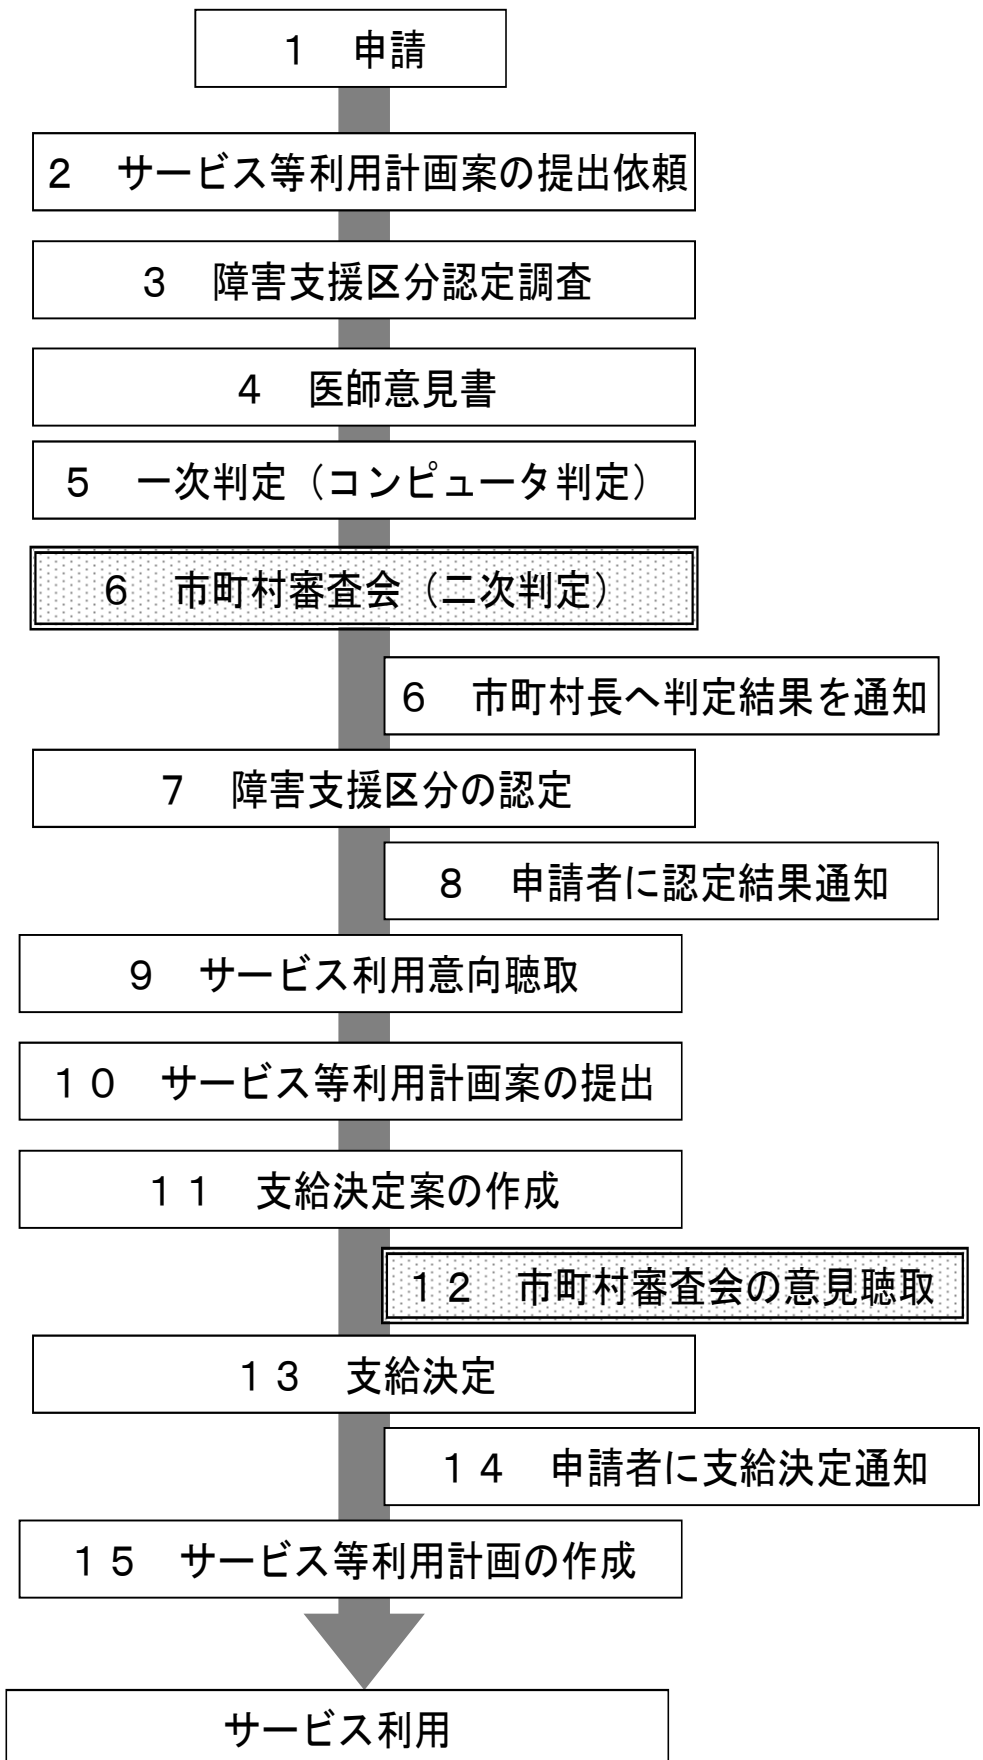 １　申請
２　サービス等利用計画案の提出依頼
３　障害支援区分認定調査
４　医師意見書
５　一次判定（コンピュータ判定）
６　市町村審査会（二次判定）
６　市町村長へ判定結果を通知
７　障害支援区分の認定
８　申請者に認定結果通知
９　サービス利用意向聴取
１０　サービス等利用計画案の提出
１１　支給決定案の作成
１２　市町村審査会の意見聴取
１３　支給決定
１４　申請者に支給決定通知
１５　サービス等利用計画の作成
サービス利用